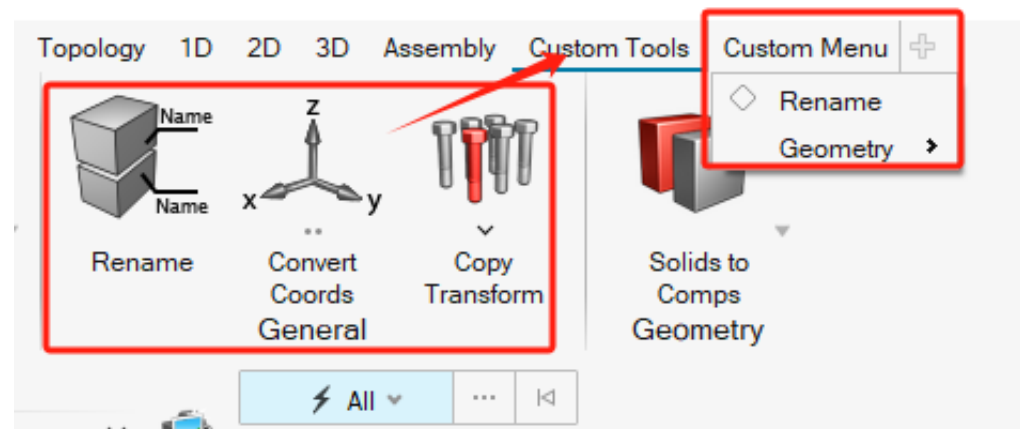 Topology 1D 2D 3D Assembly Custom Tools Custom Menu
Rename
Geometry
Name
Name
z
x
y
Rename
Convert
Coords
Copy
Transform
General
Solids to
Comps
Geometry
All